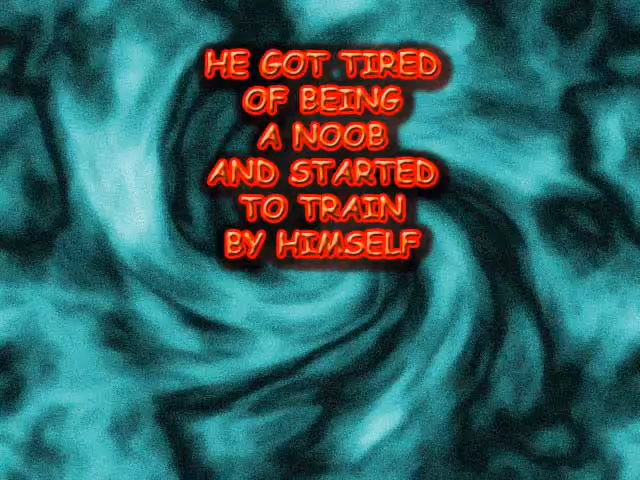 HE GOT TIRED
OF BEING
A NOOB
AND STARTED
TO TRAIN
BY HIMSELF